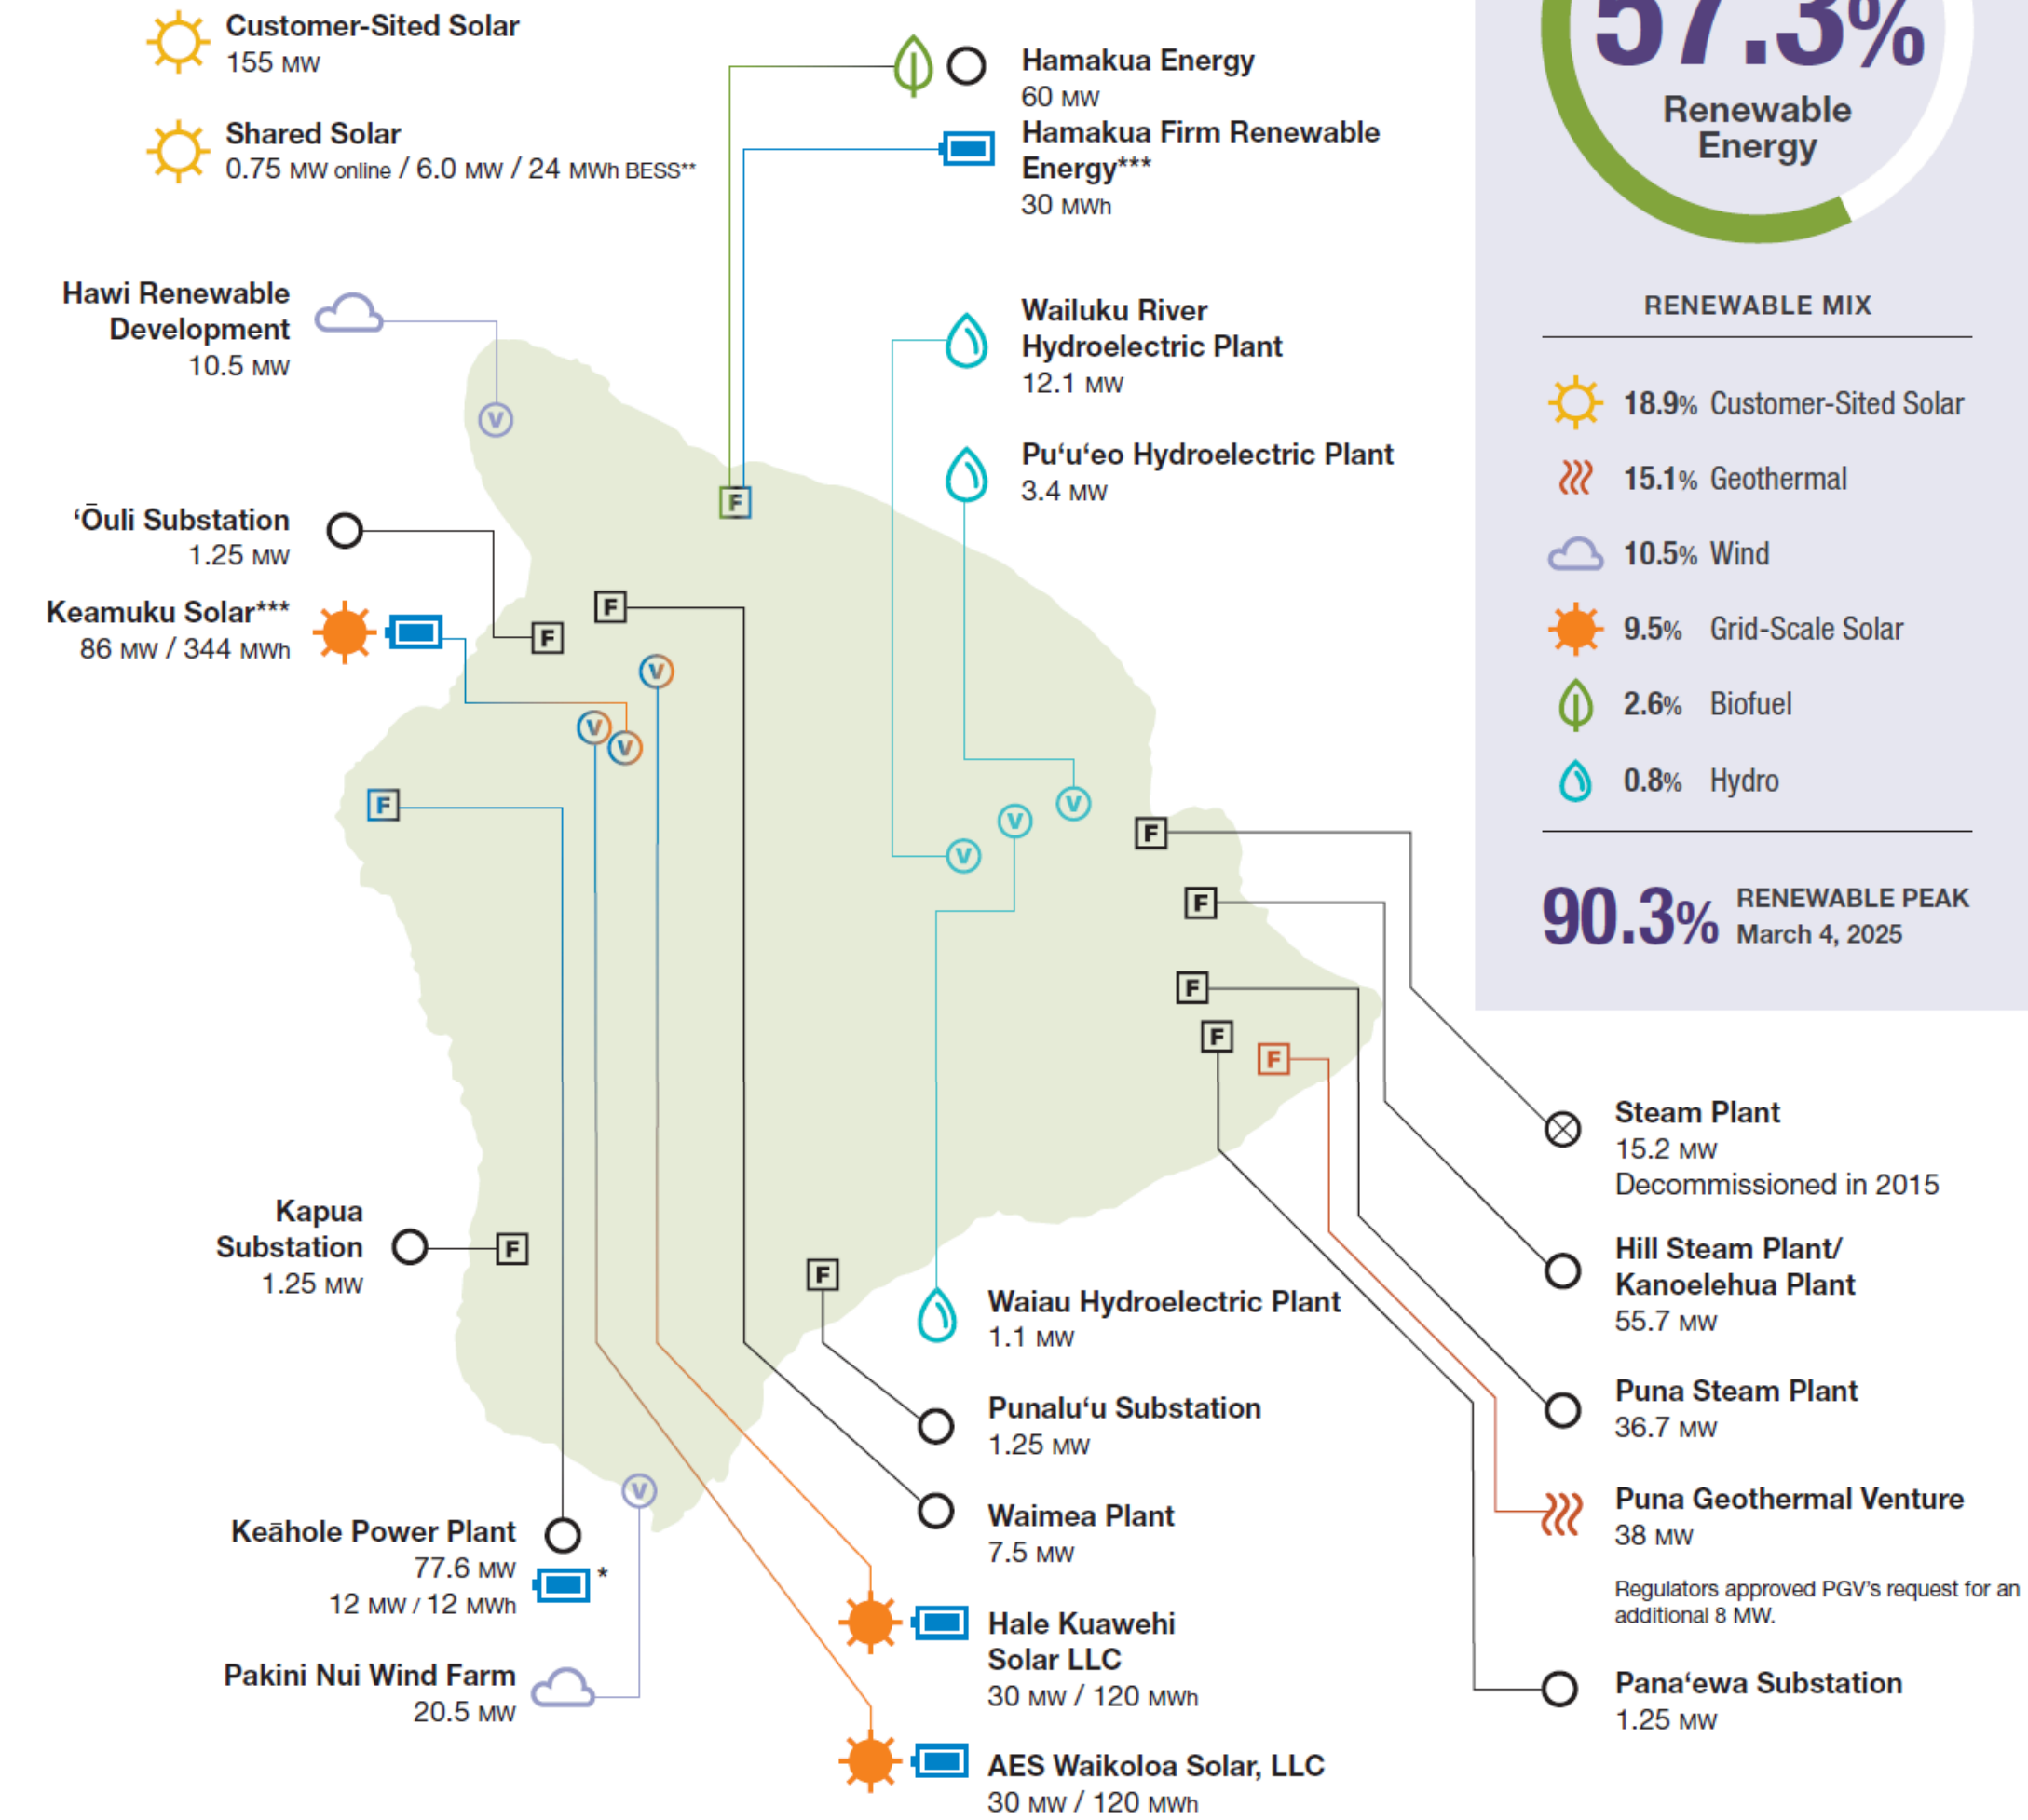 Customer-Sited Solar
155 MW
Shared Solar
0.75 MW online / 6.0 MW / 24 MWh BESS**
Hawi Renewable
Development
10.5 MW
ʻŌuli Substation
1.25 MW
Keamuku Solar***
86 MW / 344 MWh
Kapua
Substation
1.25 MW
Keāhole Power Plant
77.6 MW
12 MW / 12 MWh
*
Pakini Nui Wind Farm
20.5 MW
Hamakua Energy
60 MW
Hamakua Firm Renewable
Energy***
30 MWh
Wailuku River
Hydroelectric Plant
12.1 MW
Puʻuʻeo Hydroelectric Plant
3.4 MW
V
F
F
F
V
V
V
F
V
V
V
F
F
F
F
F
F
F
V
Waiau Hydroelectric Plant
1.1 MW
Punaluʻu Substation
1.25 MW
Waimea Plant
7.5 MW
Hale Kuawehi
Solar LLC
30 MW / 120 MWh
AES Waikoloa Solar, LLC
30 MW / 120 MWh
57.3%
Renewable
Energy
RENEWABLE MIX
18.9% Customer-Sited Solar
15.1% Geothermal
10.5% Wind
9.5% Grid-Scale Solar
2.6% Biofuel
0.8% Hydro
90.3% RENEWABLE PEAK
March 4, 2025
Steam Plant
15.2 MW
Decommissioned in 2015
Hill Steam Plant/
Kanoelehua Plant
55.7 MW
Puna Steam Plant
36.7 MW
Puna Geothermal Venture
38 MW
Regulators approved PGV's request for an
additional 8 MW.
Panaʻewa Substation
1.25 MW